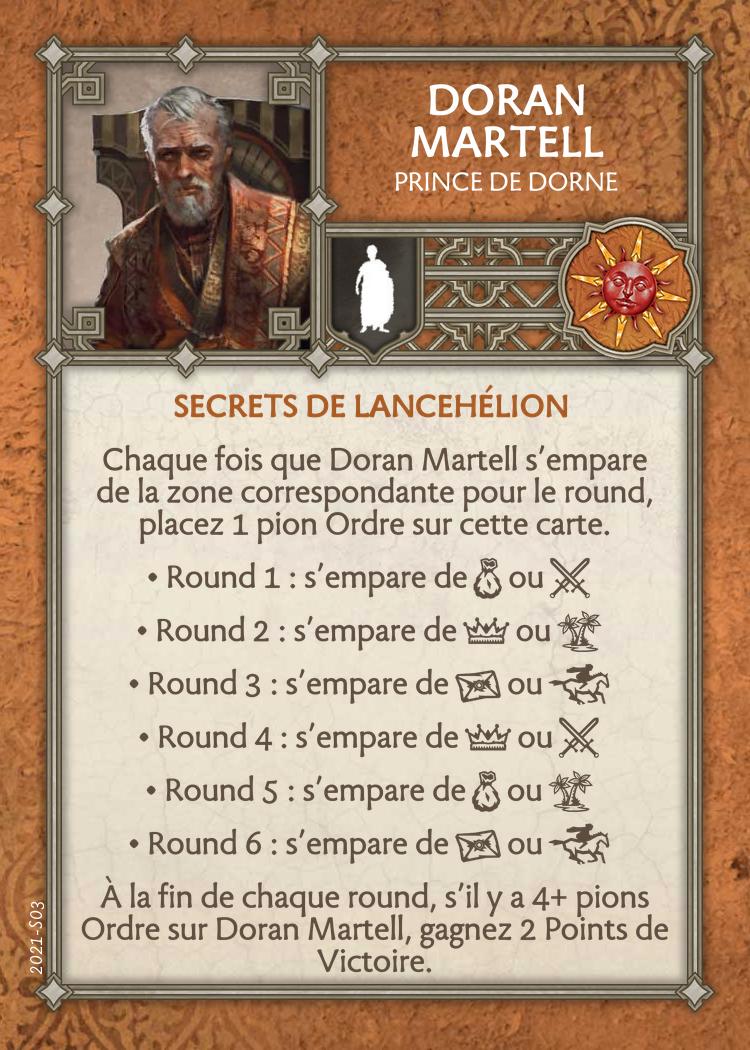 DORAN
MARTELL
PRINCE DE DORNE
SECRETS DE LANCEHÉLION
Chaque fois que Doran Martell s'empare
de la zone correspondante pour le round,
placez 1 pion Ordre sur cette carte.
• Round 1 : s'empare de ou
• Round 2 : s'empare de ou
• Round 3 : s'empare de ou
• Round 4 : s'empare de ou
• Round 5 : s'empare de ou
• Round 6 : s'empare de ou
À la fin de chaque round, s'il y a 4+ pions
Ordre sur Doran Martell, gagnez 2 Points de
Victoire.
2021-S03